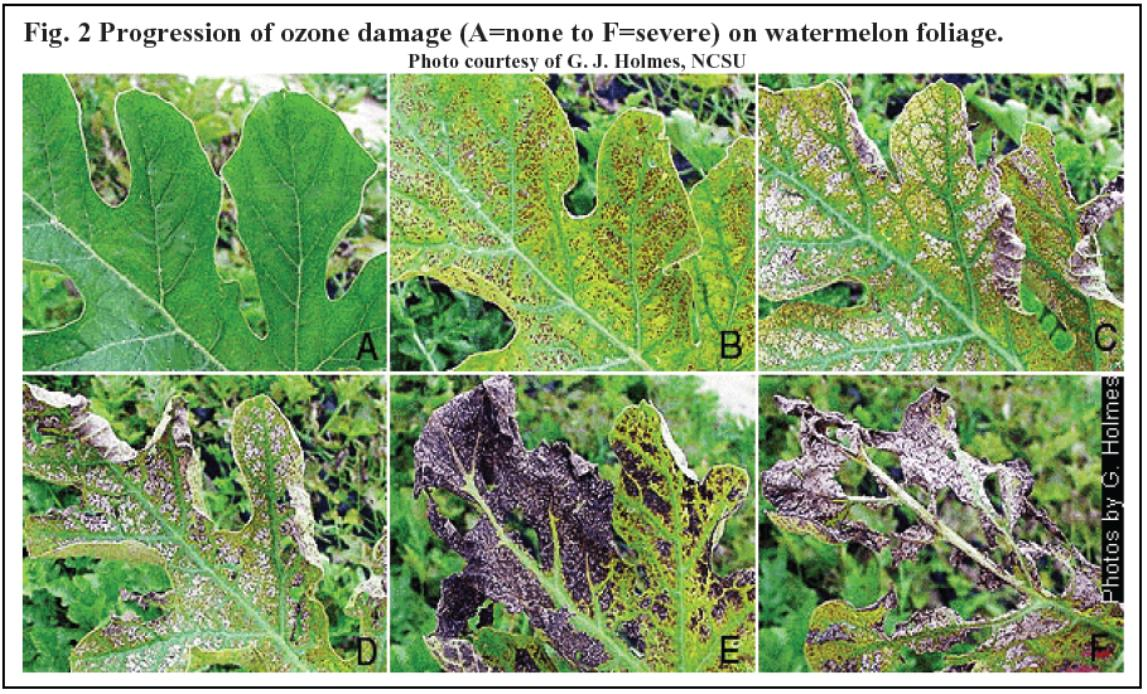 Fig. 2 Progression of ozone damage (A=none to F=severe) on watermelon foliage.
Photo courtesy of G. J. Holmes, NCSU
A
B
C
D
E
F
Photos by G. Holmes